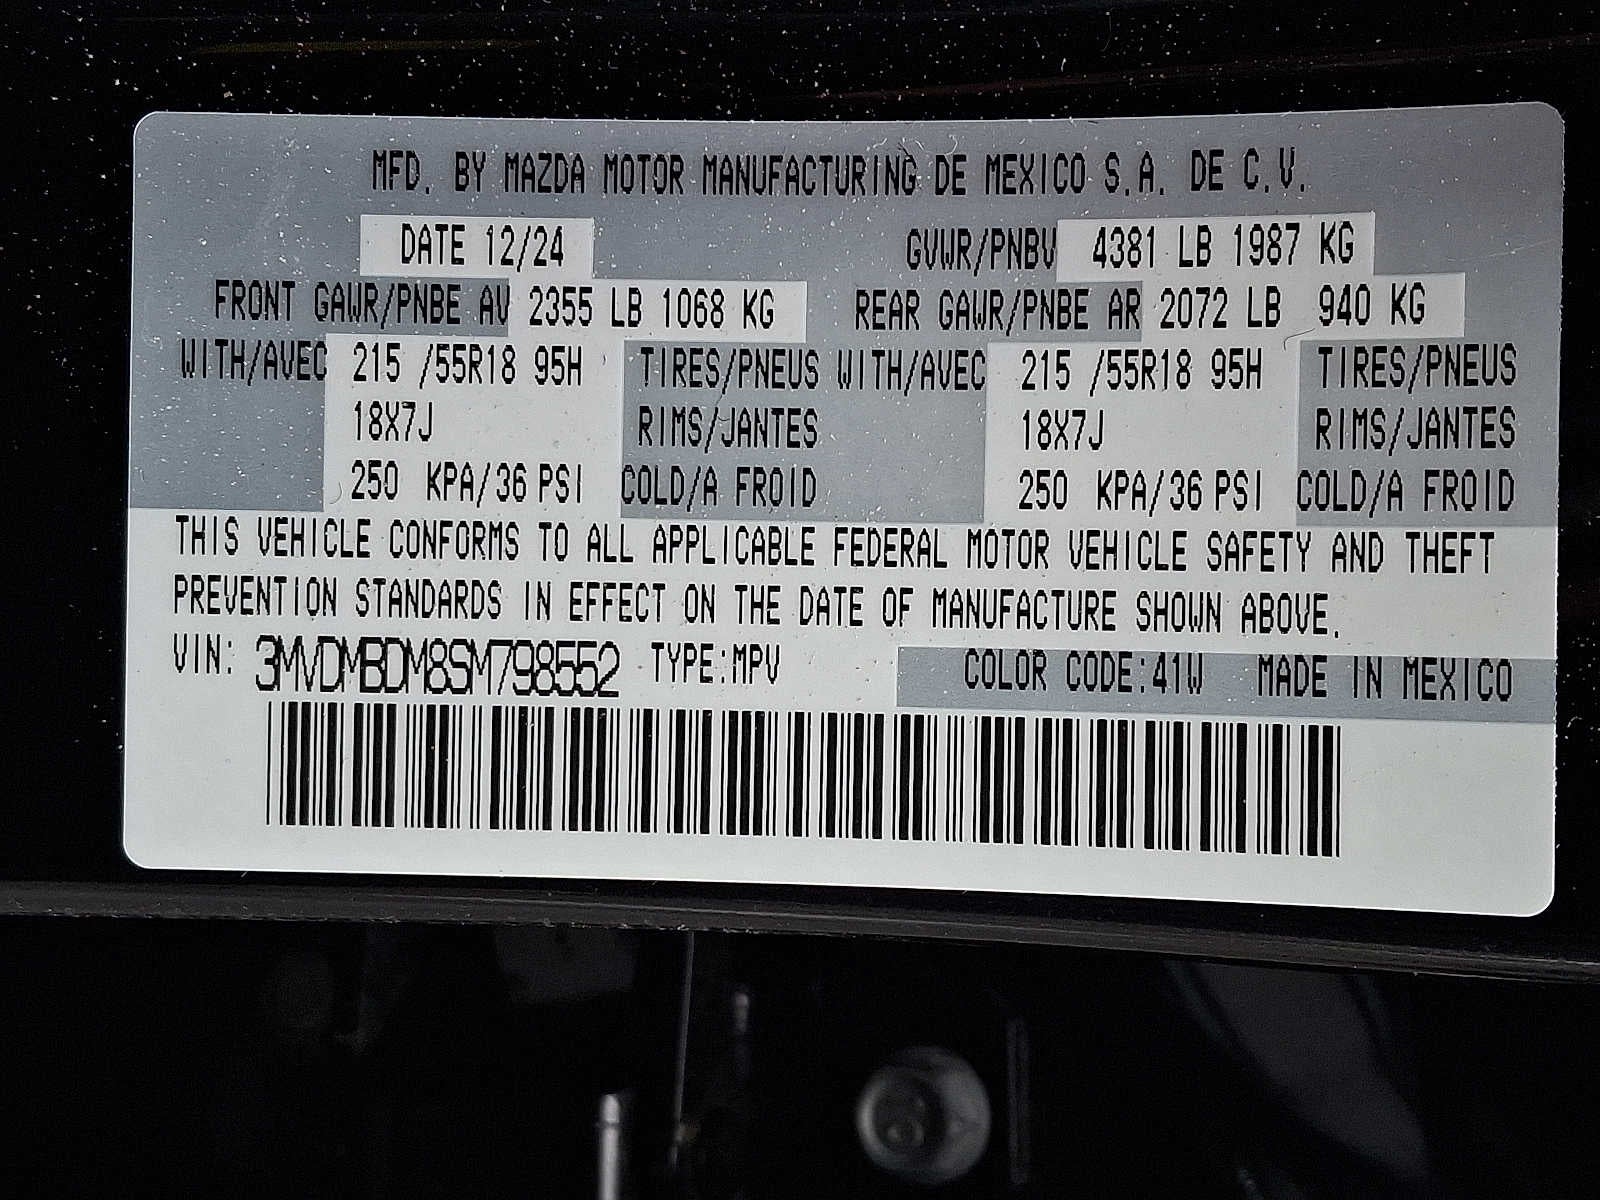 MFD. BY MAZDA MOTOR MANUFACTURING DE MEXICO S.A. DE C.V.
DATE 12/24 GVWR/PNBV 4381 LB 1987 KG
FRONT GAWR/PNBE AV 2355 LB 1068 KG REAR GAWR/PNBE AR 2072 LB 940 KG
WITH/AVEC 215 /55R18 95H TIRES/PNEUS WITH/AVEC 215 /55R18 95H TIRES/PNEUS
18X7J RIMS/JANTES 18X7J RIMS/JANTES
250 KPA/36 PSI COLD/A FROID 250 KPA/36 PSI COLD/A FROID
THIS VEHICLE CONFORMS TO ALL APPLICABLE FEDERAL MOTOR VEHICLE SAFETY AND THEFT
PREVENTION STANDARDS IN EFFECT ON THE DATE OF MANUFACTURE SHOWN ABOVE.
VIN: 3MVDMBDM8SM798552 TYPE:MPV COLOR CODE:41W MADE IN MEXICO